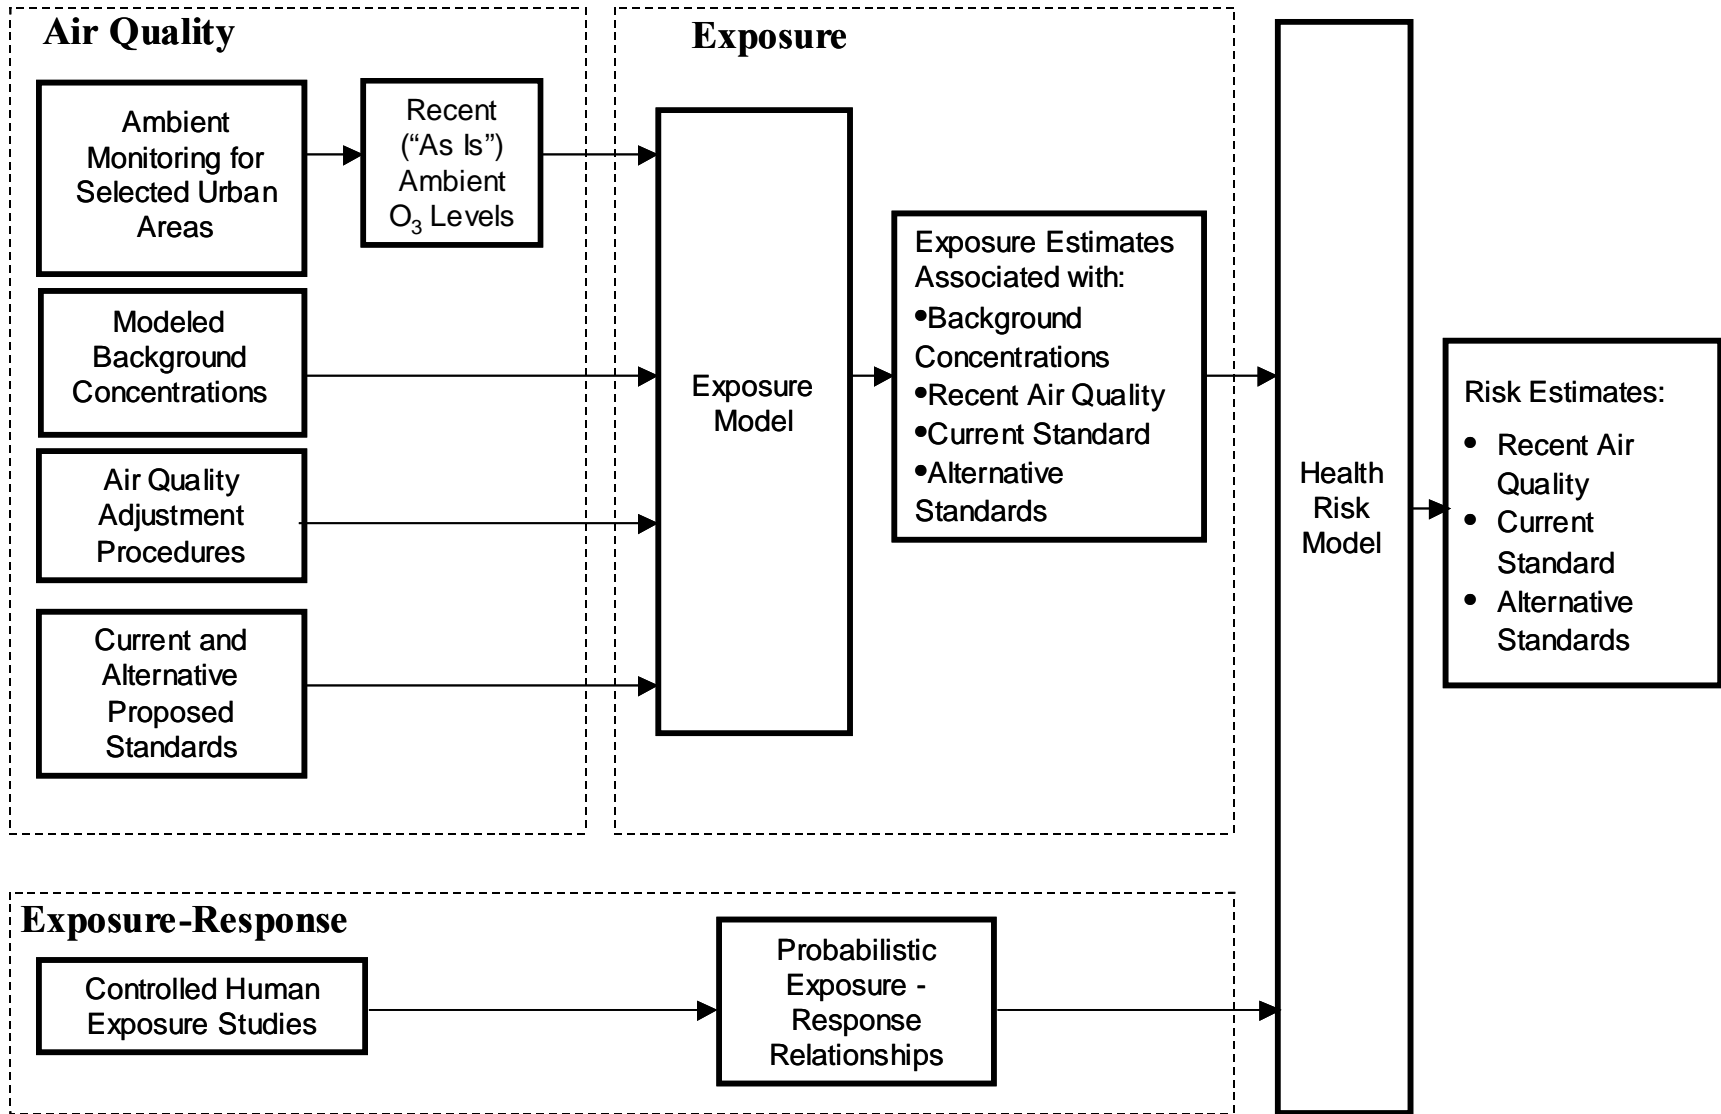 Air Quality
Ambient
Monitoring for
Selected Urban
Areas
Recent
(“As Is”)
Ambient
O3 Levels
Modeled
Background
Concentrations
Air Quality
Adjustment
Procedures
Current and
Alternative
Proposed
Standards
Exposure
Exposure
Model
Exposure Estimates
Associated with:
•Background
Concentrations
•Recent Air Quality
•Current Standard
•Alternative
Standards
Exposure-Response
Controlled Human
Exposure Studies
Probabilistic
Exposure -
Response
Relationships
Health
Risk
Model
Risk Estimates:
• Recent Air
Quality
• Current
Standard
• Alternative
Standards